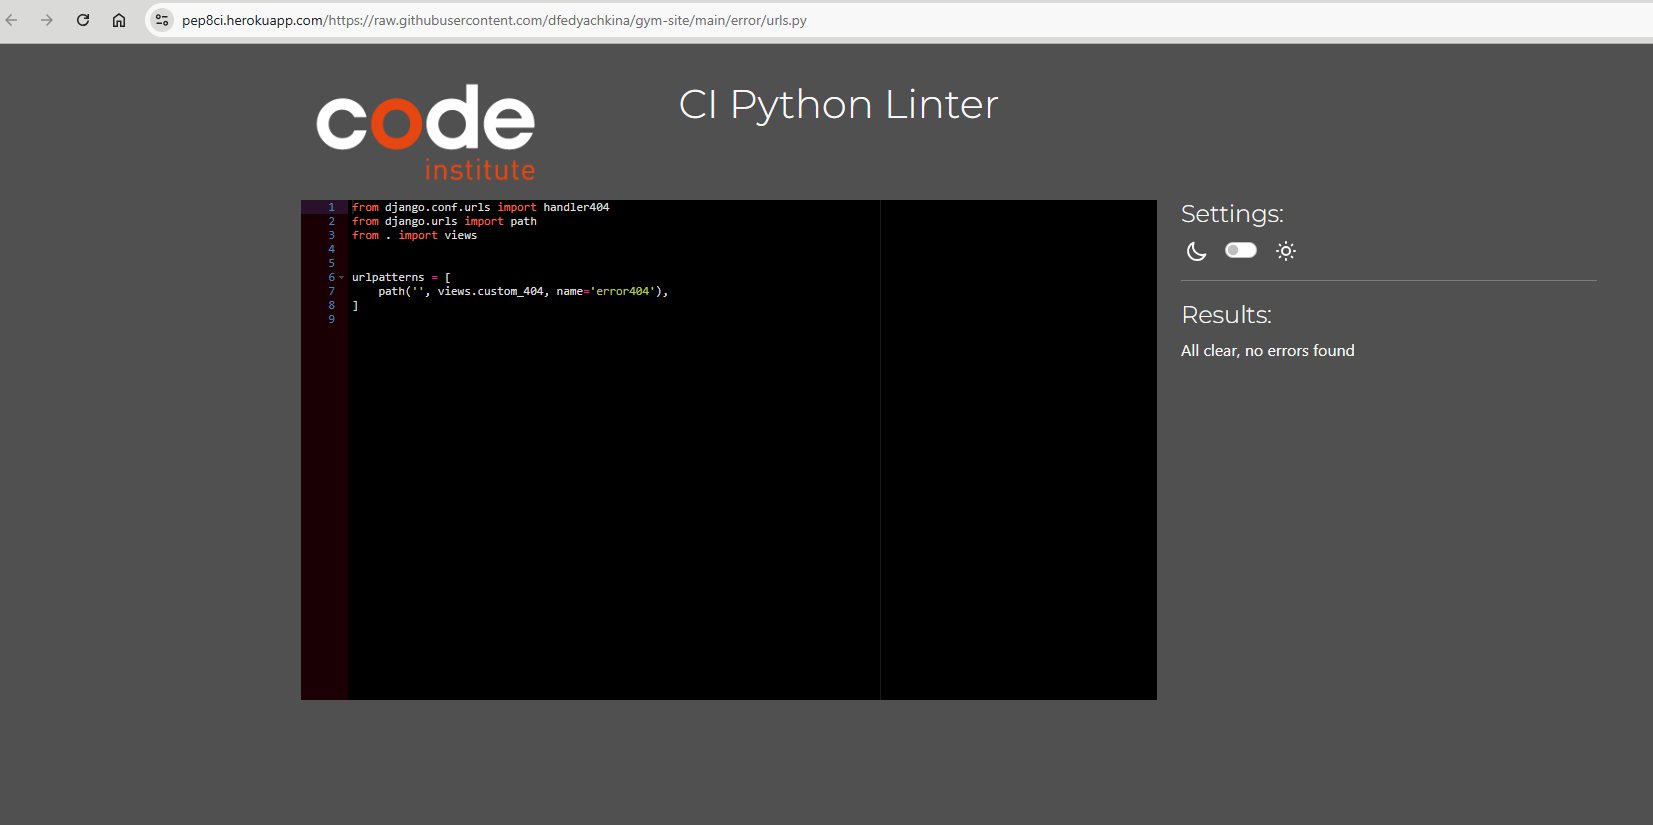 pep8ci.herokuapp.com/https://raw.githubusercontent.com/dfedyachkina/gym-site/main/error/urls.py
code
institute
CI Python Linter
1 from django.conf.urls import handler404
2 from django.urls import path
3 from . import views
4
5
6 urlpatterns = [
7     path('', views.custom_404, name='error404'),
8 ]
9
Settings:
Results:
All clear, no errors found